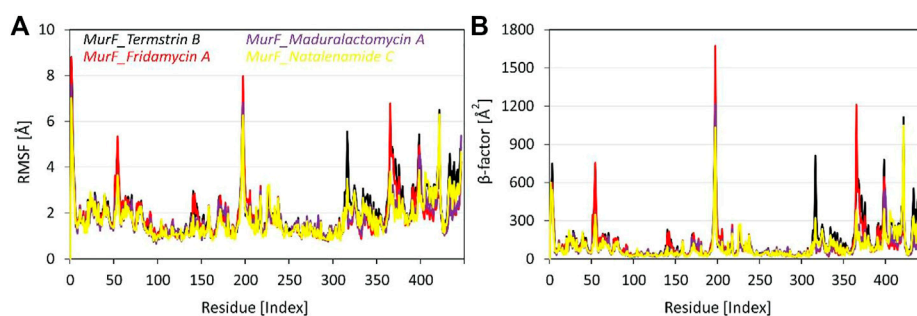 A
MurF_Termstrin B
MurF_Maduralactomycin A
MurF_Fridamycin A
MurF_Natalenamide C
RMSF [Å]
10
8
6
4
2
0
0 50 100 150 200 250 300 350 400
Residue [Index]
B
β-factor [Å²]
1800
1500
1200
900
600
300
0
0 50 100 150 200 250 300 350 400
Residue [Index]